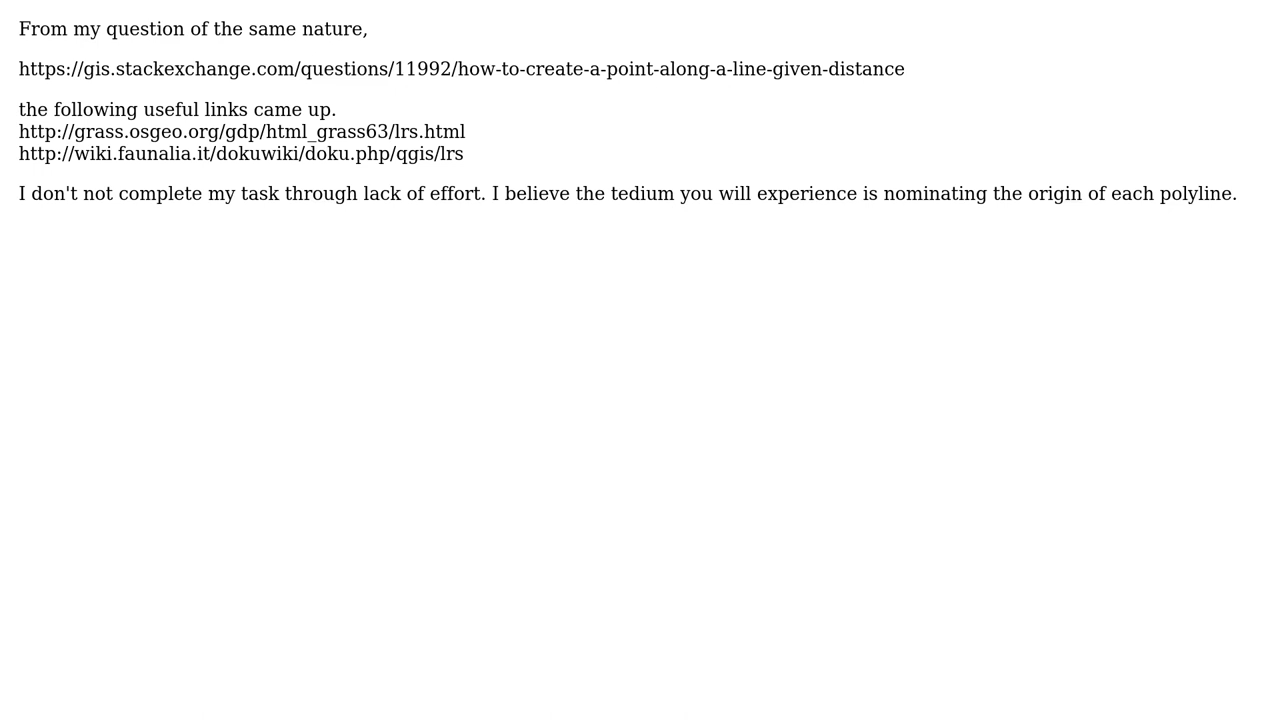 From my question of the same nature,
https://gis.stackexchange.com/questions/11992/how-to-create-a-point-along-a-line-given-distance
the following useful links came up.
http://grass.osgeo.org/gdp/html_grass63/lrs.html
http://wiki.faunalia.it/dokuwiki/doku.php/qgis/lrs
I don't not complete my task through lack of effort. I believe the tedium you will experience is nominating the origin of each polyline.